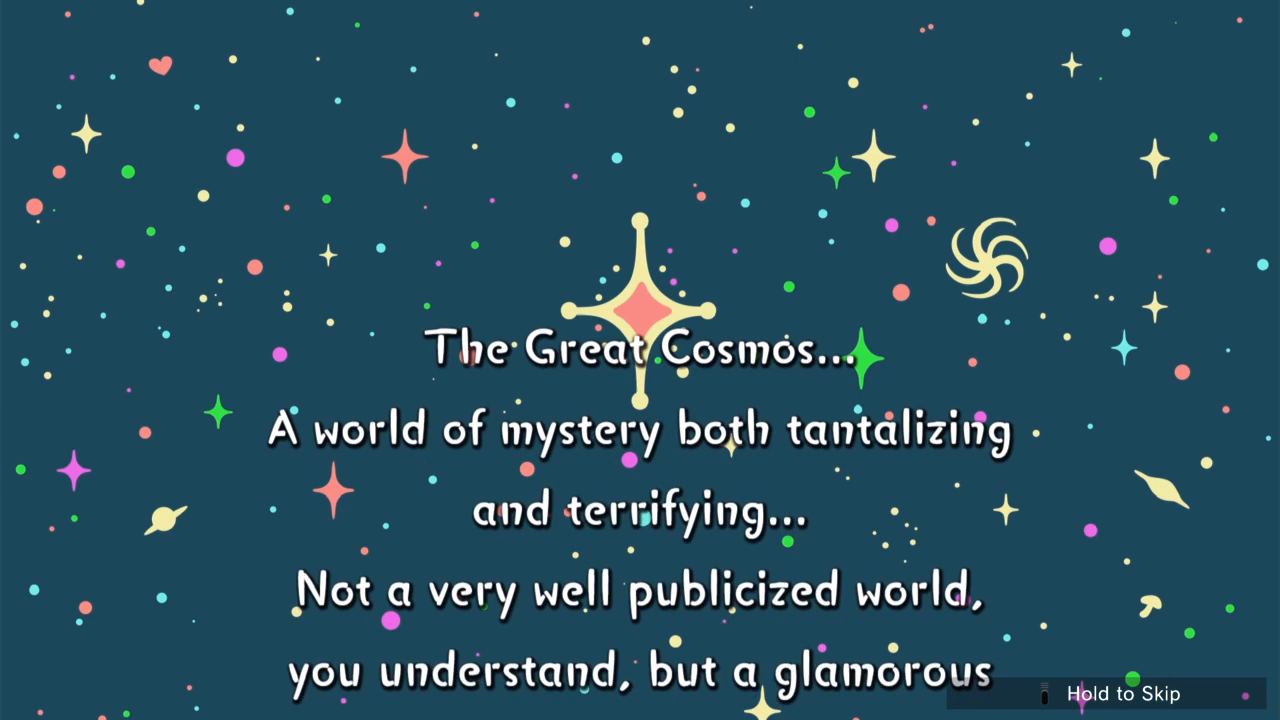 The Great Cosmos...
A world of mystery both tantalizing
and terrifying...
Not a very well publicized world,
you understand, but a glamorous
Hold to Skip